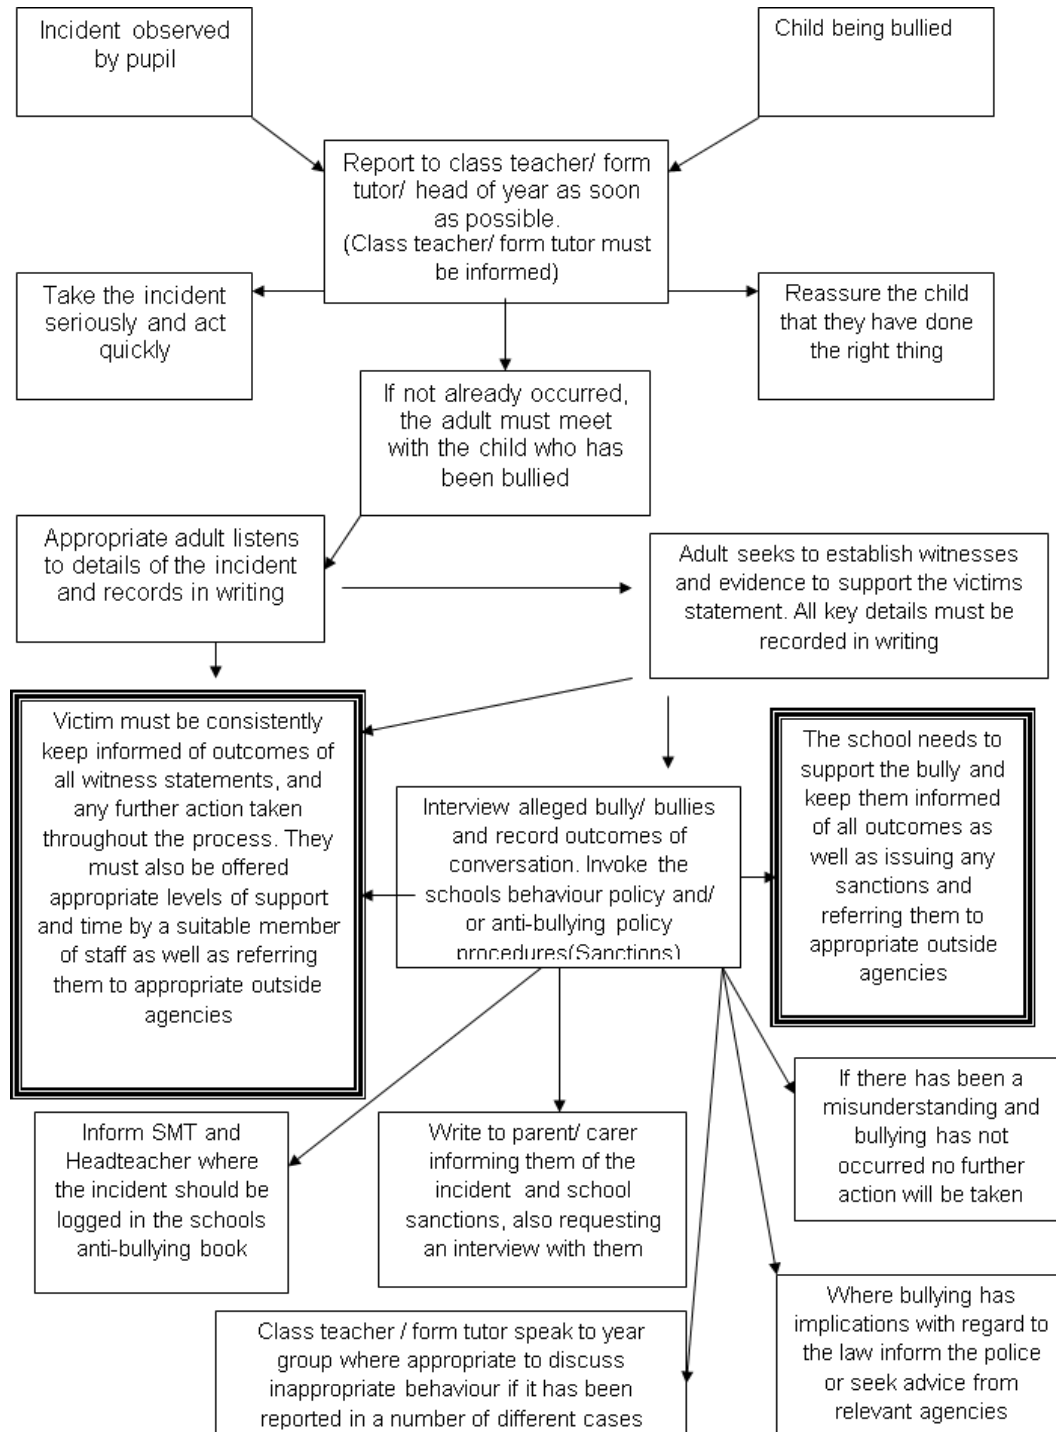 Incident observed
by pupil
Child being bullied
Report to class teacher/ form
tutor/ head of year as soon
as possible.
(Class teacher/ form tutor must
be informed)
Take the incident
seriously and act
quickly
Reassure the child
that they have done
the right thing
If not already occurred,
the adult must meet
with the child who has
been bullied
Appropriate adult listens
to details of the incident
and records in writing
Adult seeks to establish witnesses
and evidence to support the victims
statement. All key details must be
recorded in writing
Victim must be consistently
keep informed of outcomes of
all witness statements, and
any further action taken
throughout the process. They
must also be offered
appropriate levels of support
and time by a suitable member
of staff as well as referring
them to appropriate outside
agencies
Interview alleged bully/ bullies
and record outcomes of
conversation. Invoke the
schools behaviour policy and/
or anti-bullying policy
procedures(Sanctions)
The school needs to
support the bully and
keep them informed
of all outcomes as
well as issuing any
sanctions and
referring them to
appropriate outside
agencies
If there has been a
misunderstanding and
bullying has not
occurred no further
action will be taken
Inform SMT and
Headteacher where
the incident should be
logged in the schools
anti-bullying book
Write to parent/ carer
informing them of the
incident and school
sanctions, also requesting
an interview with them
Where bullying has
implications with regard to
the law inform the police
or seek advice from
relevant agencies
Class teacher / form tutor speak to year
group where appropriate to discuss
inappropriate behaviour if it has been
reported in a number of different cases